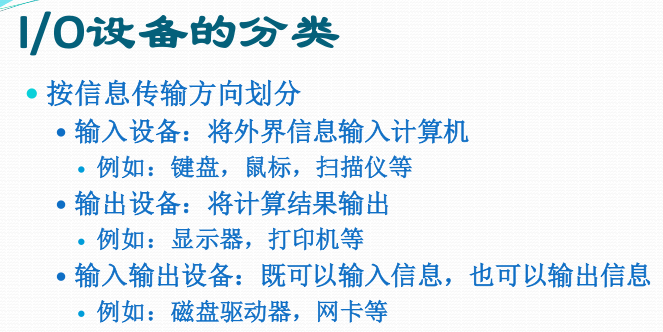 I/O设备的分类
按信息传输方向划分
输入设备：将外界信息输入计算机
例如：键盘，鼠标，扫描仪等
输出设备：将计算结果输出
例如：显示器，打印机等
输入输出设备：既可以输入信息，也可以输出信息
例如：磁盘驱动器，网卡等